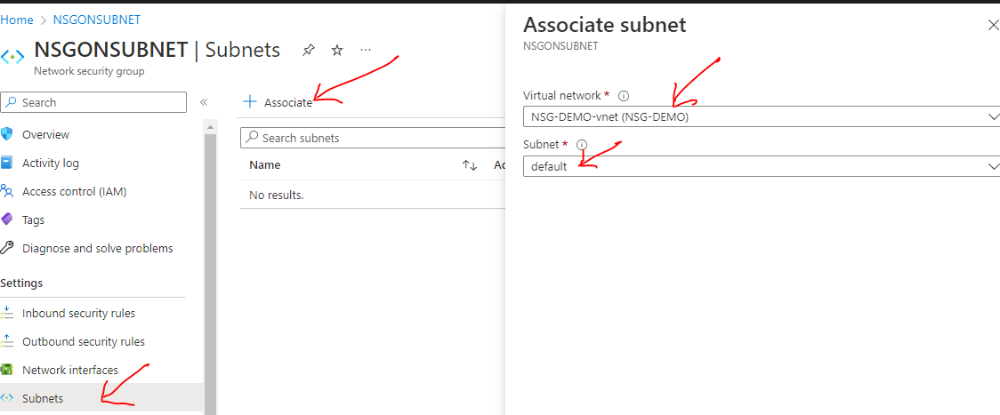 Home > NSGONSUBNET
NSGONSUBNET | Subnets ...
Network security group
Search «
Overview
Activity log
Access control (IAM)
Tags
Diagnose and solve problems
Settings
Inbound security rules
Outbound security rules
Network interfaces
Subnets
+ Associate
Search subnets
Name ↑↓
No results.
Associate subnet
NSGONSUBNET
Virtual network *
NSG-DEMO-vnet (NSG-DEMO)
Subnet *
default